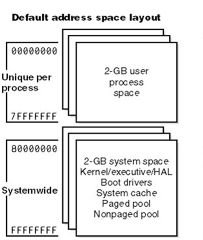 Default address space layout
00000000
Unique per
process
7FFFFFFF
2-GB user
process
space
80000000
Systemwide
FFFFFFFF
2-GB system space
Kernel/executive/HAL
Boot drivers
System cache
Paged pool
Nonpaged pool